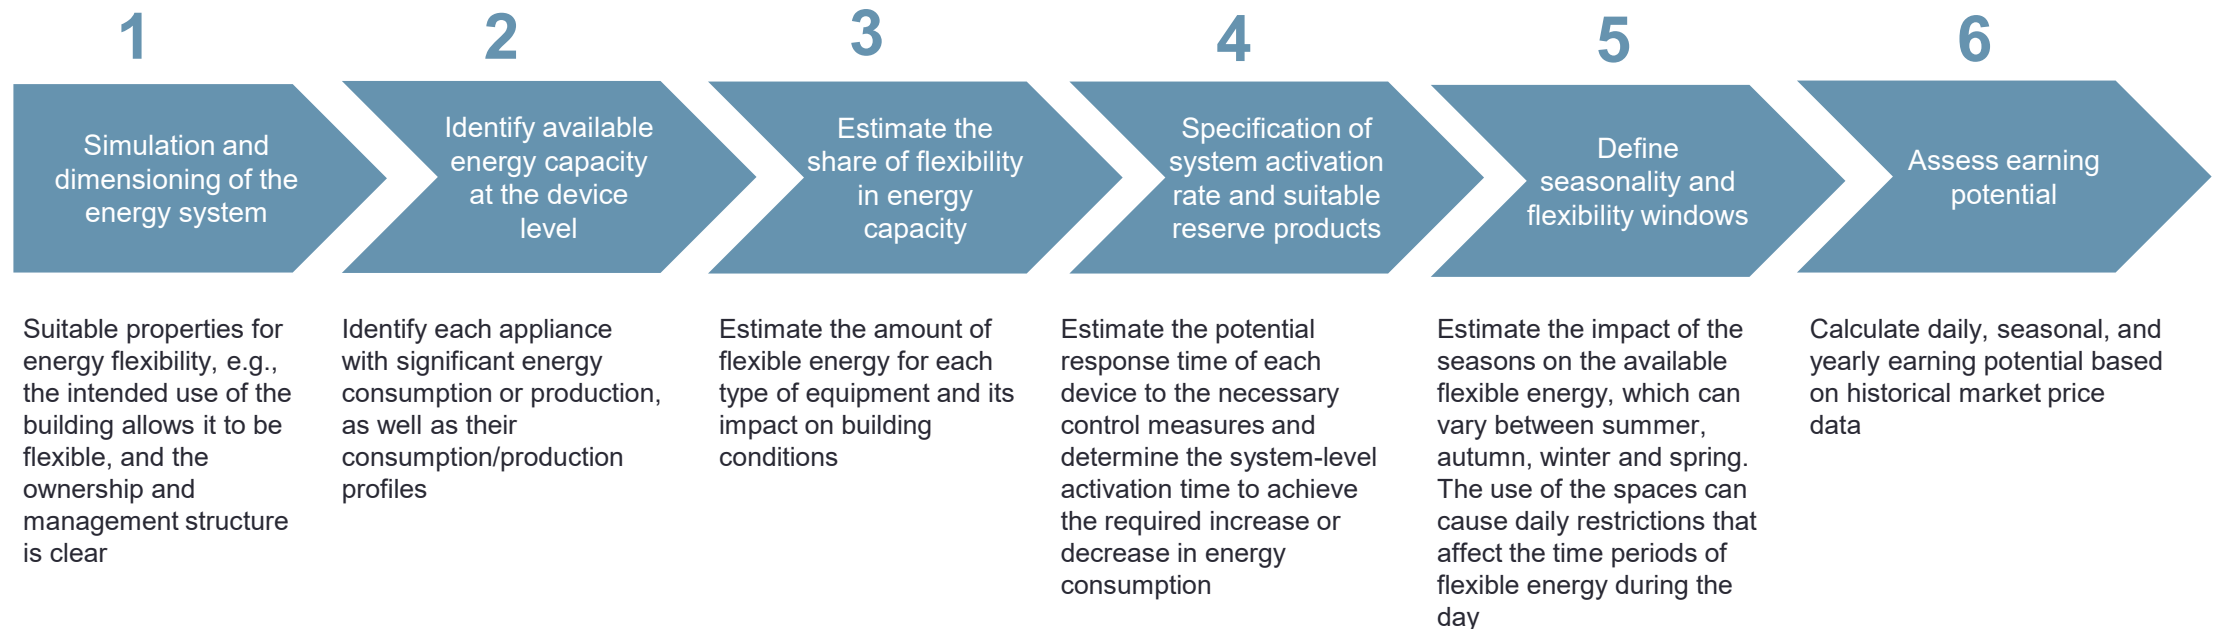 1
Simulation and
dimensioning of the
energy system
Suitable properties for
energy flexibility, e.g.,
the intended use of the
building allows it to be
flexible, and the
ownership and
management structure
is clear
2
Identify available
energy capacity
at the device
level
Identify each appliance
with significant energy
consumption or production,
as well as their
consumption/production
profiles
3
Estimate the
share of flexibility
in energy
capacity
Estimate the amount of
flexible energy for each
type of equipment and its
impact on building
conditions
4
Specification of
system activation
rate and suitable
reserve products
Estimate the potential
response time of each
device to the necessary
control measures and
determine the system-level
activation time to achieve
the required increase or
decrease in energy
consumption
5
Define
seasonality and
flexibility windows
Estimate the impact of the
seasons on the available
flexible energy, which can
vary between summer,
autumn, winter and spring.
The use of the spaces can
cause daily restrictions that
affect the time periods of
flexible energy during the
day
6
Assess earning
potential
Calculate daily, seasonal, and
yearly earning potential based
on historical market price
data